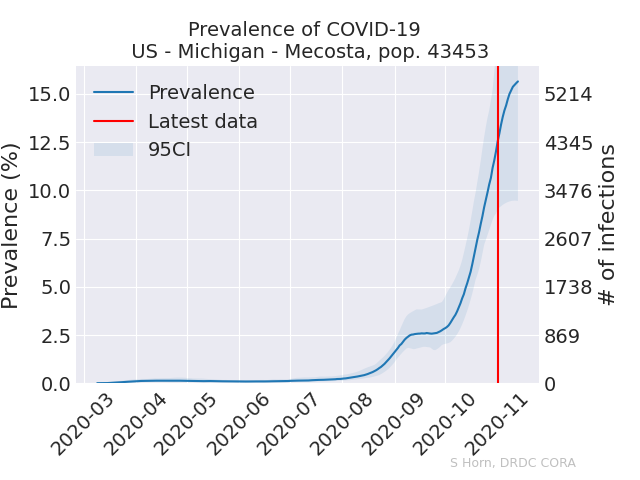 Prevalence of COVID-19
US - Michigan - Mecosta, pop. 43453
Prevalence (%)
15.0
12.5
10.0
7.5
5.0
2.5
0.0
Prevalence
Latest data
95CI
5214
4345
3476
2607
1738
869
0
# of infections
2020-03
2020-04
2020-05
2020-06
2020-07
2020-08
2020-09
2020-10
2020-11
S Horn, DRDC CORA